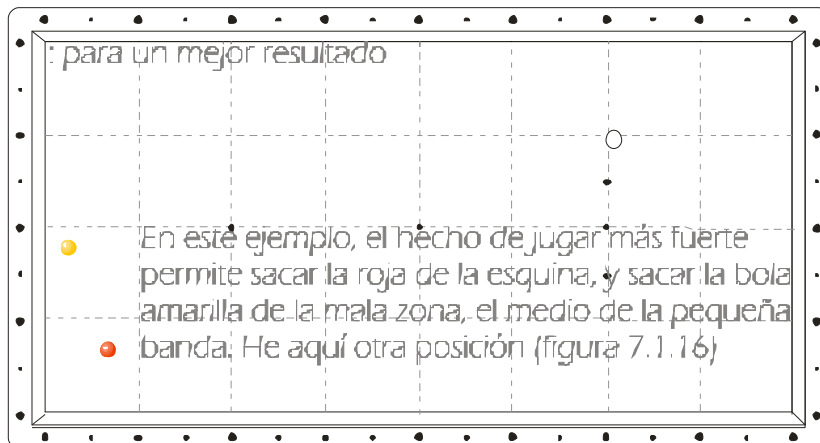 : para un mejor resultado
En este ejemplo, el hecho de jugar más fuerte
permite sacar la roja de la esquina, y sacar la bola
amarilla de la mala zona, el medio de la pequeña
banda. He aquí otra posición (figura 7.1.16)